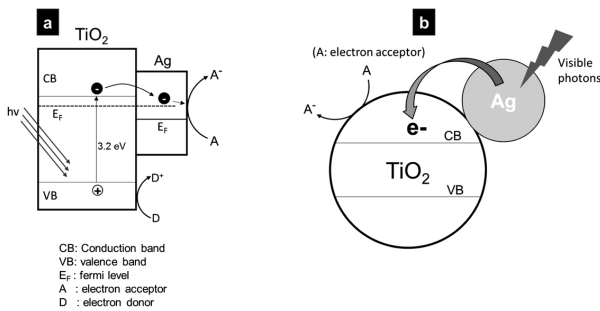 a
TiO2
Ag
CB
A-
hv
EF
EF
3.2 eV
A
VB
D+
D
CB: Conduction band
VB: valence band
EF : fermi level
A : electron acceptor
D : electron donor
b
(A: electron acceptor)
Visible
photons
A
Ag
A-
e-
CB
TiO2
VB